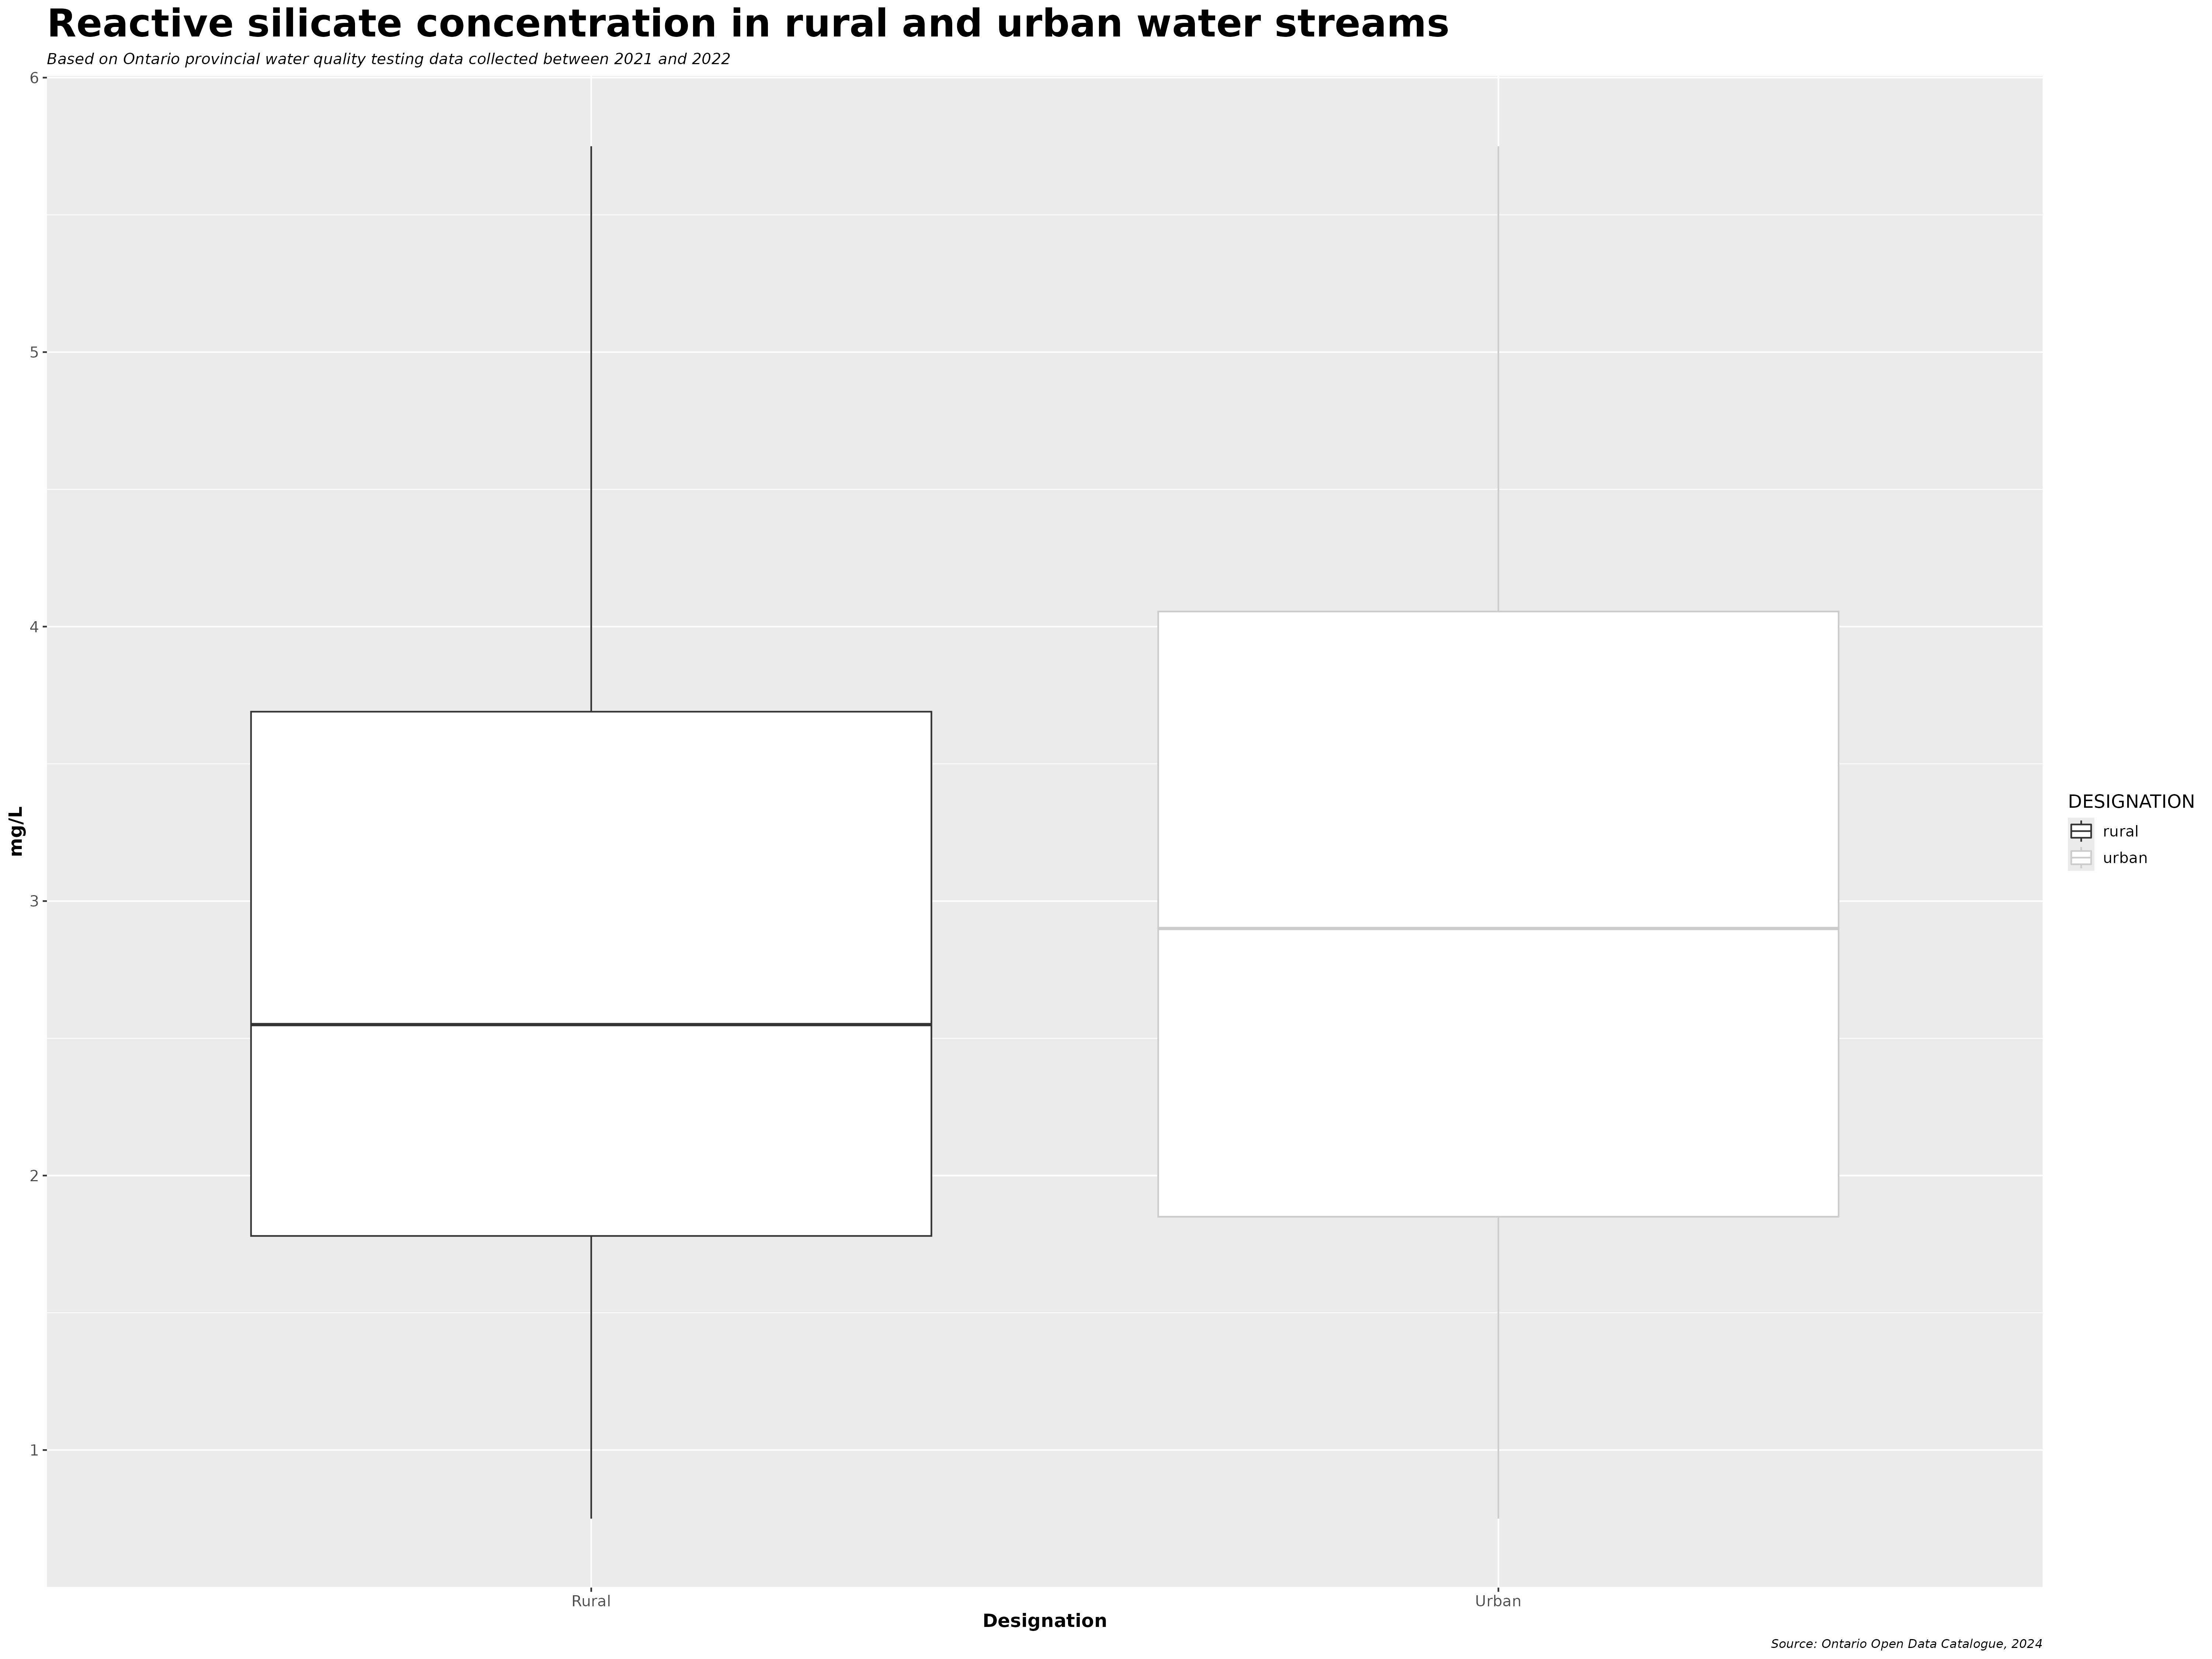 Reactive silicate concentration in rural and urban water streams
Based on Ontario provincial water quality testing data collected between 2021 and 2022
6
5
4
3
2
1
mg/L
Rural
Urban
Designation
DESIGNATION
rural
urban
Source: Ontario Open Data Catalogue, 2024